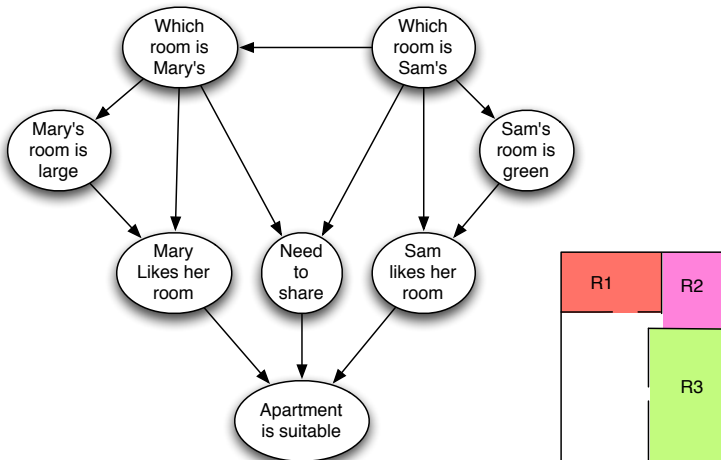 Which
room is
Mary's
Which
room is
Sam's
Mary's
room is
large
Sam's
room is
green
Mary
Likes her
room
Need
to
share
Sam
likes her
room
Apartment
is suitable
R1
R2
R3